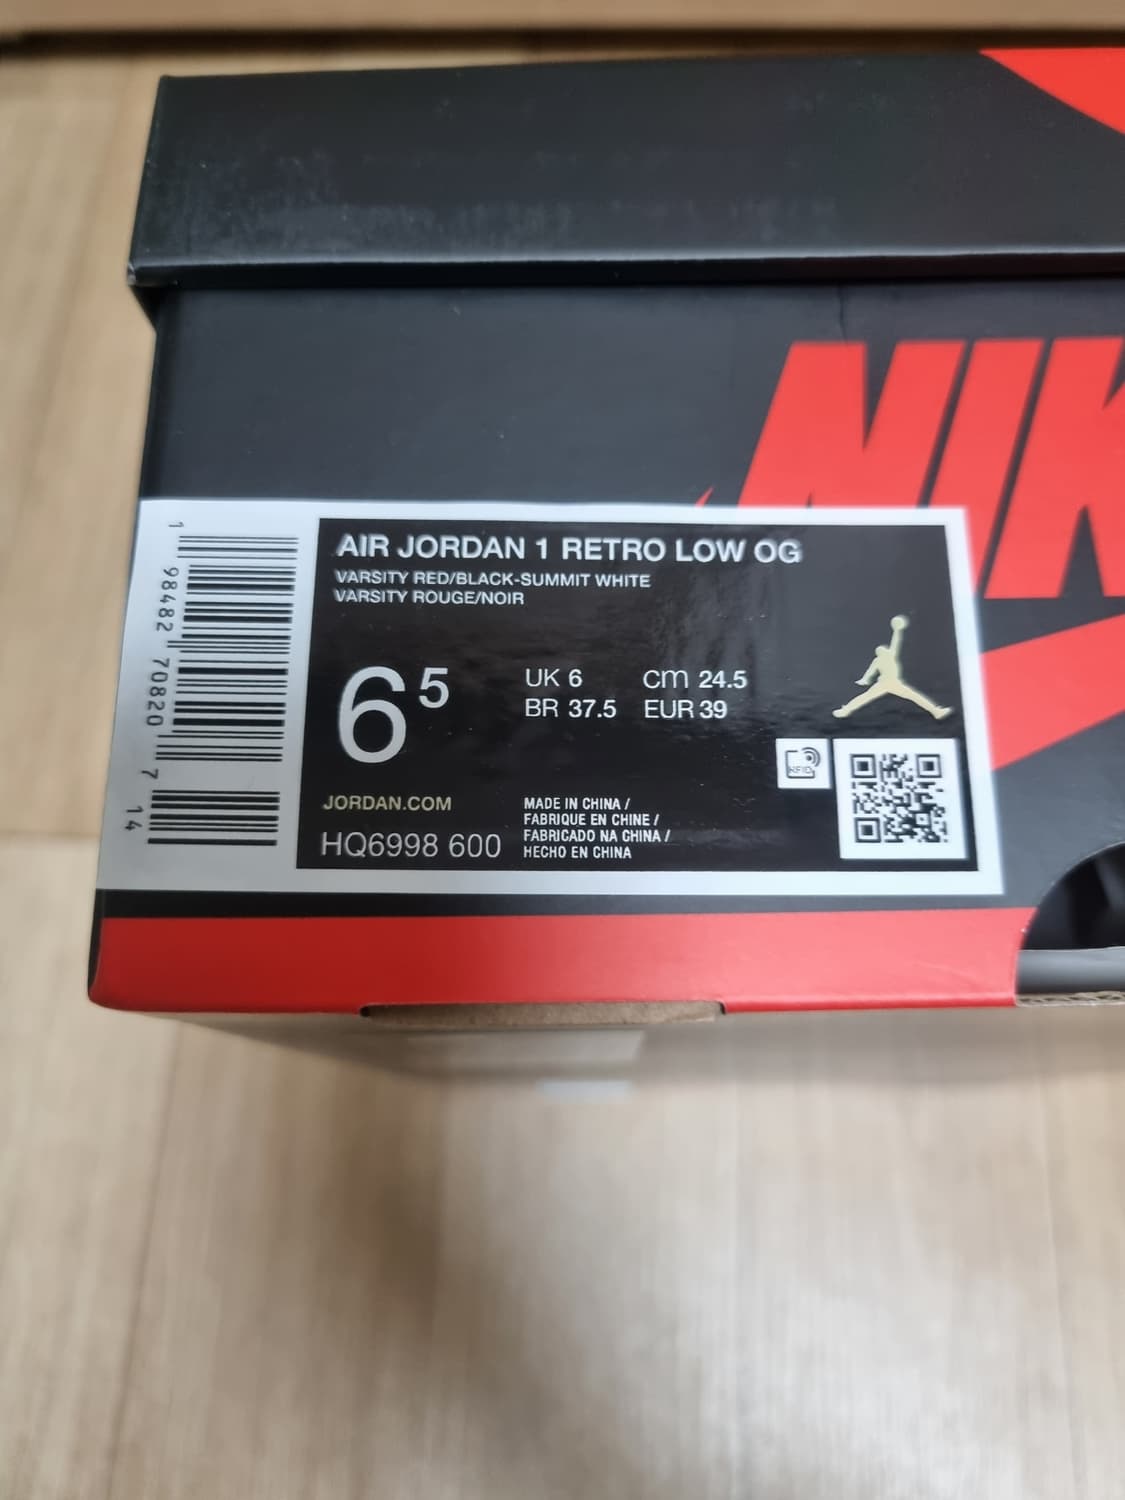 NIK
AIR JORDAN 1 RETRO LOW OG
VARSITY RED/BLACK-SUMMIT WHITE
VARSITY ROUGE/NOIR
6 5
UK 6 CM 24.5
BR 37.5 EUR 39
RFID
JORDAN.COM
HQ6998 600
MADE IN CHINA /
FABRIQUE EN CHINE /
FABRICADO NA CHINA /
HECHO EN CHINA
1 98482 70820 7 14